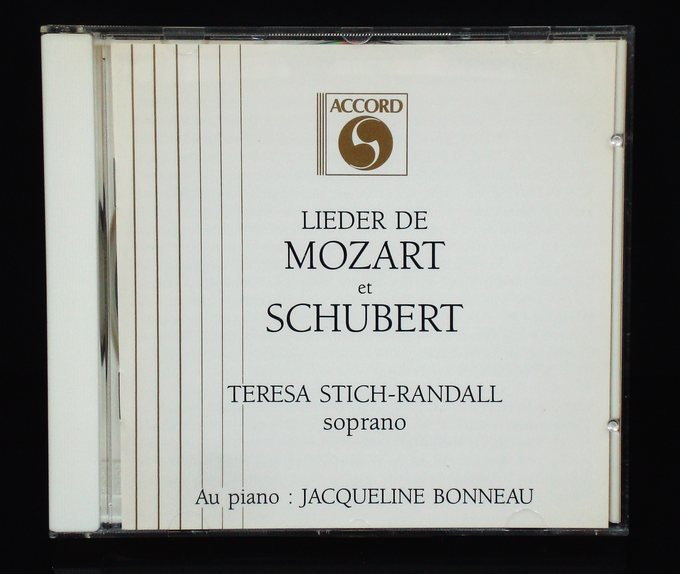 ACCORD
LIEDER DE
MOZART
et
SCHUBERT
TERESA STICH-RANDALL
soprano
Au piano : JACQUELINE BONNEAU